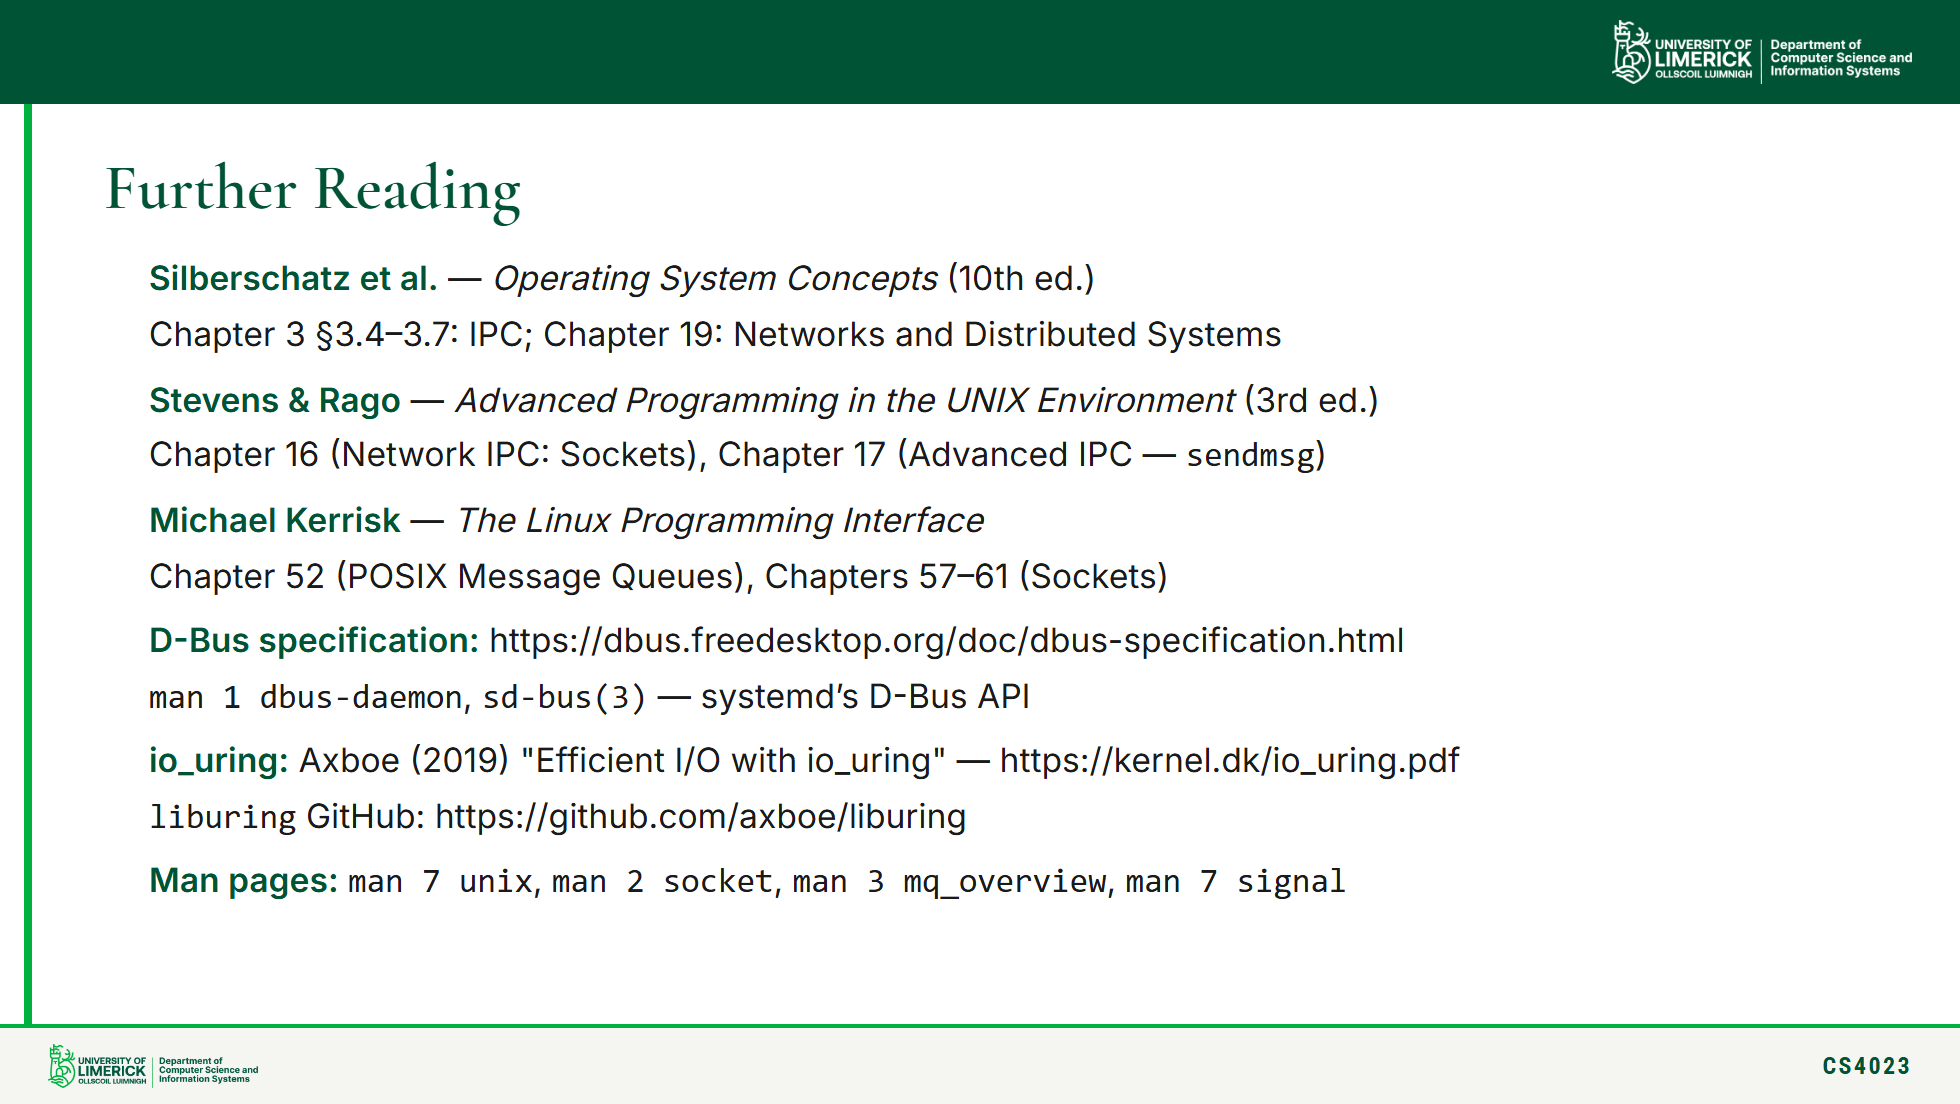 UNIVERSITY OF
LIMERICK
OLLSCOIL LUIMNIGH
Department of
Computer Science and
Information Systems
Further Reading
Silberschatz et al. — Operating System Concepts (10th ed.)
Chapter 3 §3.4–3.7: IPC; Chapter 19: Networks and Distributed Systems
Stevens & Rago — Advanced Programming in the UNIX Environment (3rd ed.)
Chapter 16 (Network IPC: Sockets), Chapter 17 (Advanced IPC — sendmsg)
Michael Kerrisk — The Linux Programming Interface
Chapter 52 (POSIX Message Queues), Chapters 57–61 (Sockets)
D-Bus specification: https://dbus.freedesktop.org/doc/dbus-specification.html
man 1 dbus-daemon, sd-bus(3) — systemd’s D-Bus API
io_uring: Axboe (2019) "Efficient I/O with io_uring" — https://kernel.dk/io_uring.pdf
liburing GitHub: https://github.com/axboe/liburing
Man pages: man 7 unix, man 2 socket, man 3 mq_overview, man 7 signal
UNIVERSITY OF
LIMERICK
OLLSCOIL LUIMNIGH
Department of
Computer Science and
Information Systems
CS4023